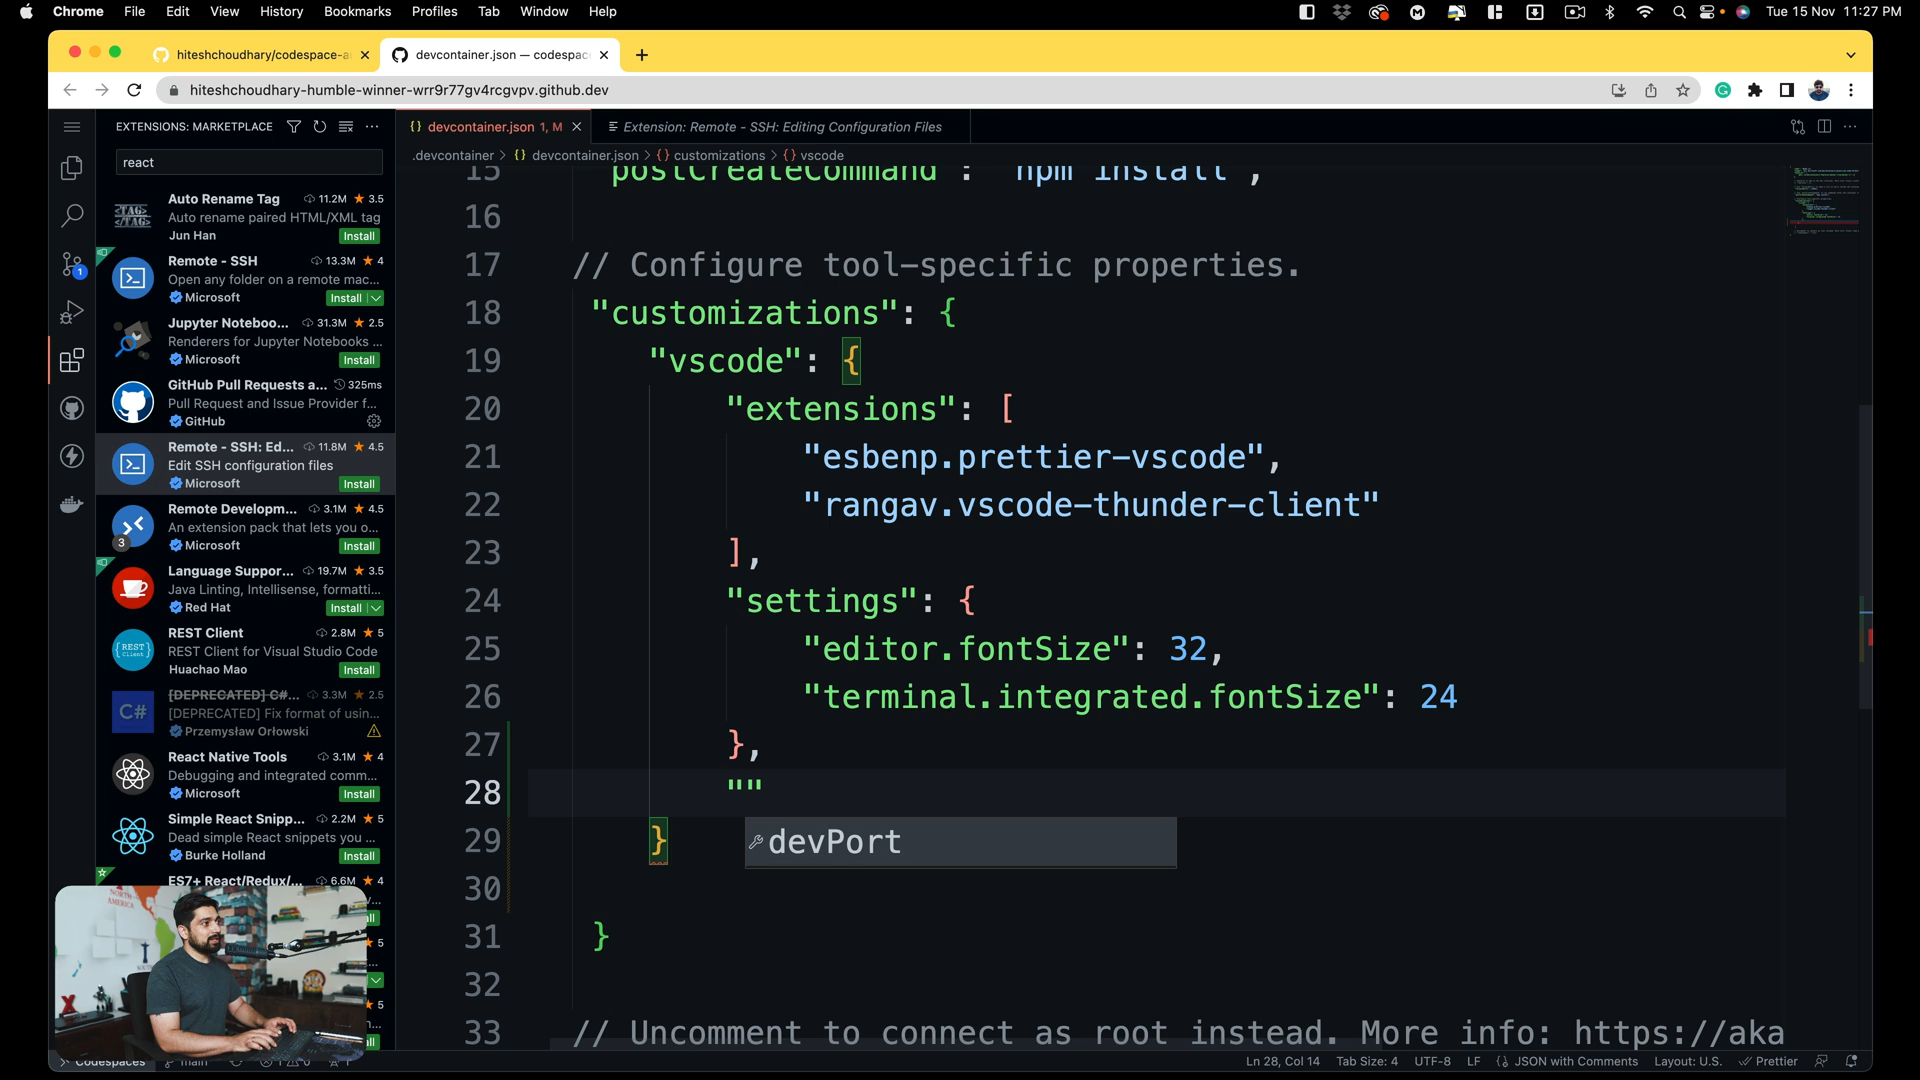 Chrome File Edit View History Bookmarks Profiles Tab Window Help
Tue 15 Nov 11:27 PM
hiteshchoudhary/codespace-a
devcontainer.json — codespac
hiteshchoudhary-humble-winner-wrr9r77gv4rcgvpv.github.dev
EXTENSIONS: MARKETPLACE
react
Auto Rename Tag 11.2M 3.5
Auto rename paired HTML/XML tag
Jun Han
Install
Remote - SSH 13.3M 4
Open any folder on a remote mac...
Microsoft
Install
Jupyter Noteboo... 31.3M 2.5
Renderers for Jupyter Notebooks ...
Microsoft
Install
GitHub Pull Requests a... 325ms
Pull Request and Issue Provider f...
GitHub
Remote - SSH: Ed... 11.8M 4.5
Edit SSH configuration files
Microsoft
Install
Remote Developm... 3.1M 4.5
An extension pack that lets you o...
3
Microsoft
Install
Language Suppor... 19.7M 3.5
Java Linting, Intellisense, formatti...
Red Hat
Install
REST Client 2.8M 5
REST Client for Visual Studio Code
Huachao Mao
Install
[DEPRECATED] C#... 3.3M 2.5
[DEPRECATED] Fix format of usin...
Przemysław Orłowski
React Native Tools 3.1M 4
Debugging and integrated comm...
Microsoft
Install
Simple React Snipp... 2.2M 5
Dead simple React snippets you ...
Burke Holland
Install
ES7+ React/Redux/... 6.6M 4
devcontainer.json 1, M
Extension: Remote - SSH: Editing Configuration Files
.devcontainer > {} devcontainer.json > {} customizations > {} vscode
15 "postCreateCommand": "npm install",
16
17 // Configure tool-specific properties.
18 "customizations": {
19 "vscode": {
20 "extensions": [
21 "esbenp.prettier-vscode",
22 "rangav.vscode-thunder-client"
23 ],
24 "settings": {
25 "editor.fontSize": 32,
26 "terminal.integrated.fontSize": 24
27 },
28 ""
29 }
devPort
30
31 }
32
33 // Uncomment to connect as root instead. More info: https://aka
Codespaces main
Ln 28, Col 14 Tab Size: 4 UTF-8 LF {} JSON with Comments Layout: U.S. Prettier